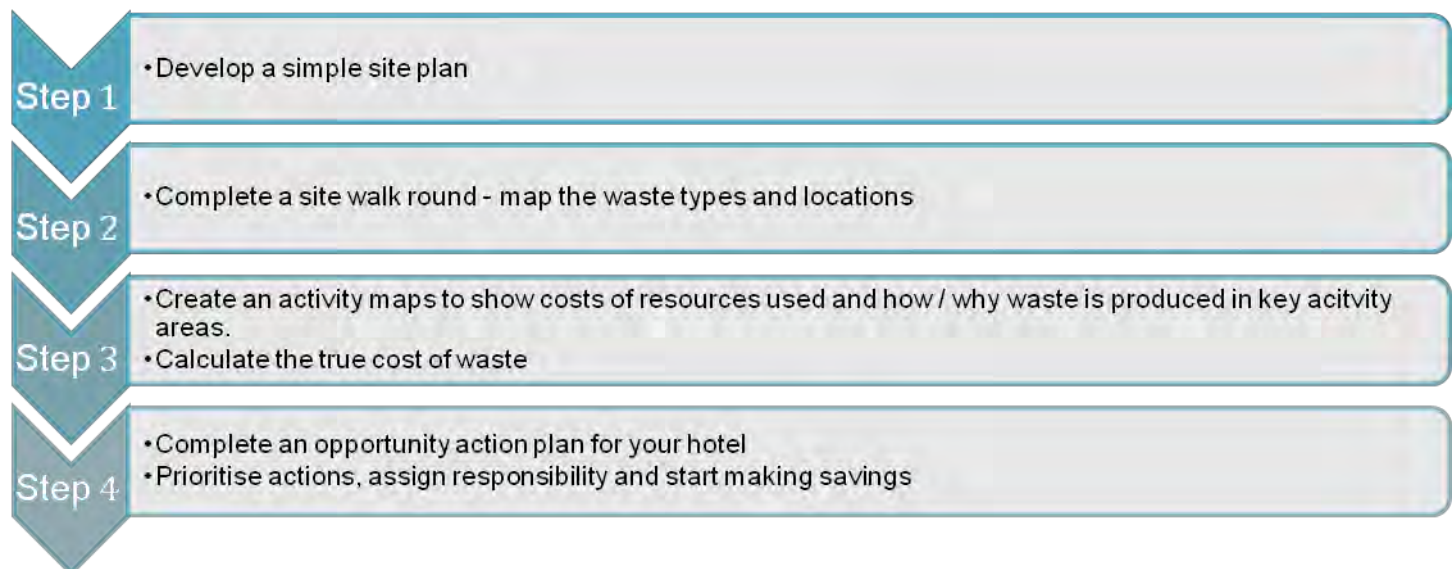 Step 1
•Develop a simple site plan
Step 2
•Complete a site walk round - map the waste types and locations
Step 3
•Create an activity maps to show costs of resources used and how / why waste is produced in key acitvity
areas.
•Calculate the true cost of waste
Step 4
•Complete an opportunity action plan for your hotel
•Prioritise actions, assign responsibility and start making savings